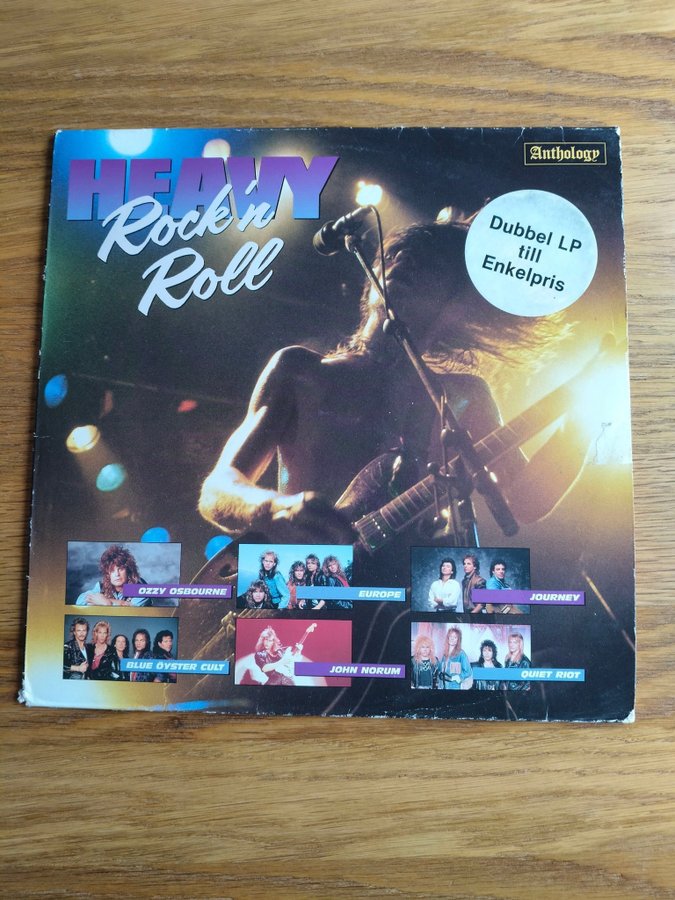 HEAVY
Rock'n
Roll
Anthology
Dubbel LP
till
Enkelpris
OZZY OSBOURNE
EUROPE
JOURNEY
BLUE ÖYSTER CULT
JOHN NORUM
QUIET RIOT